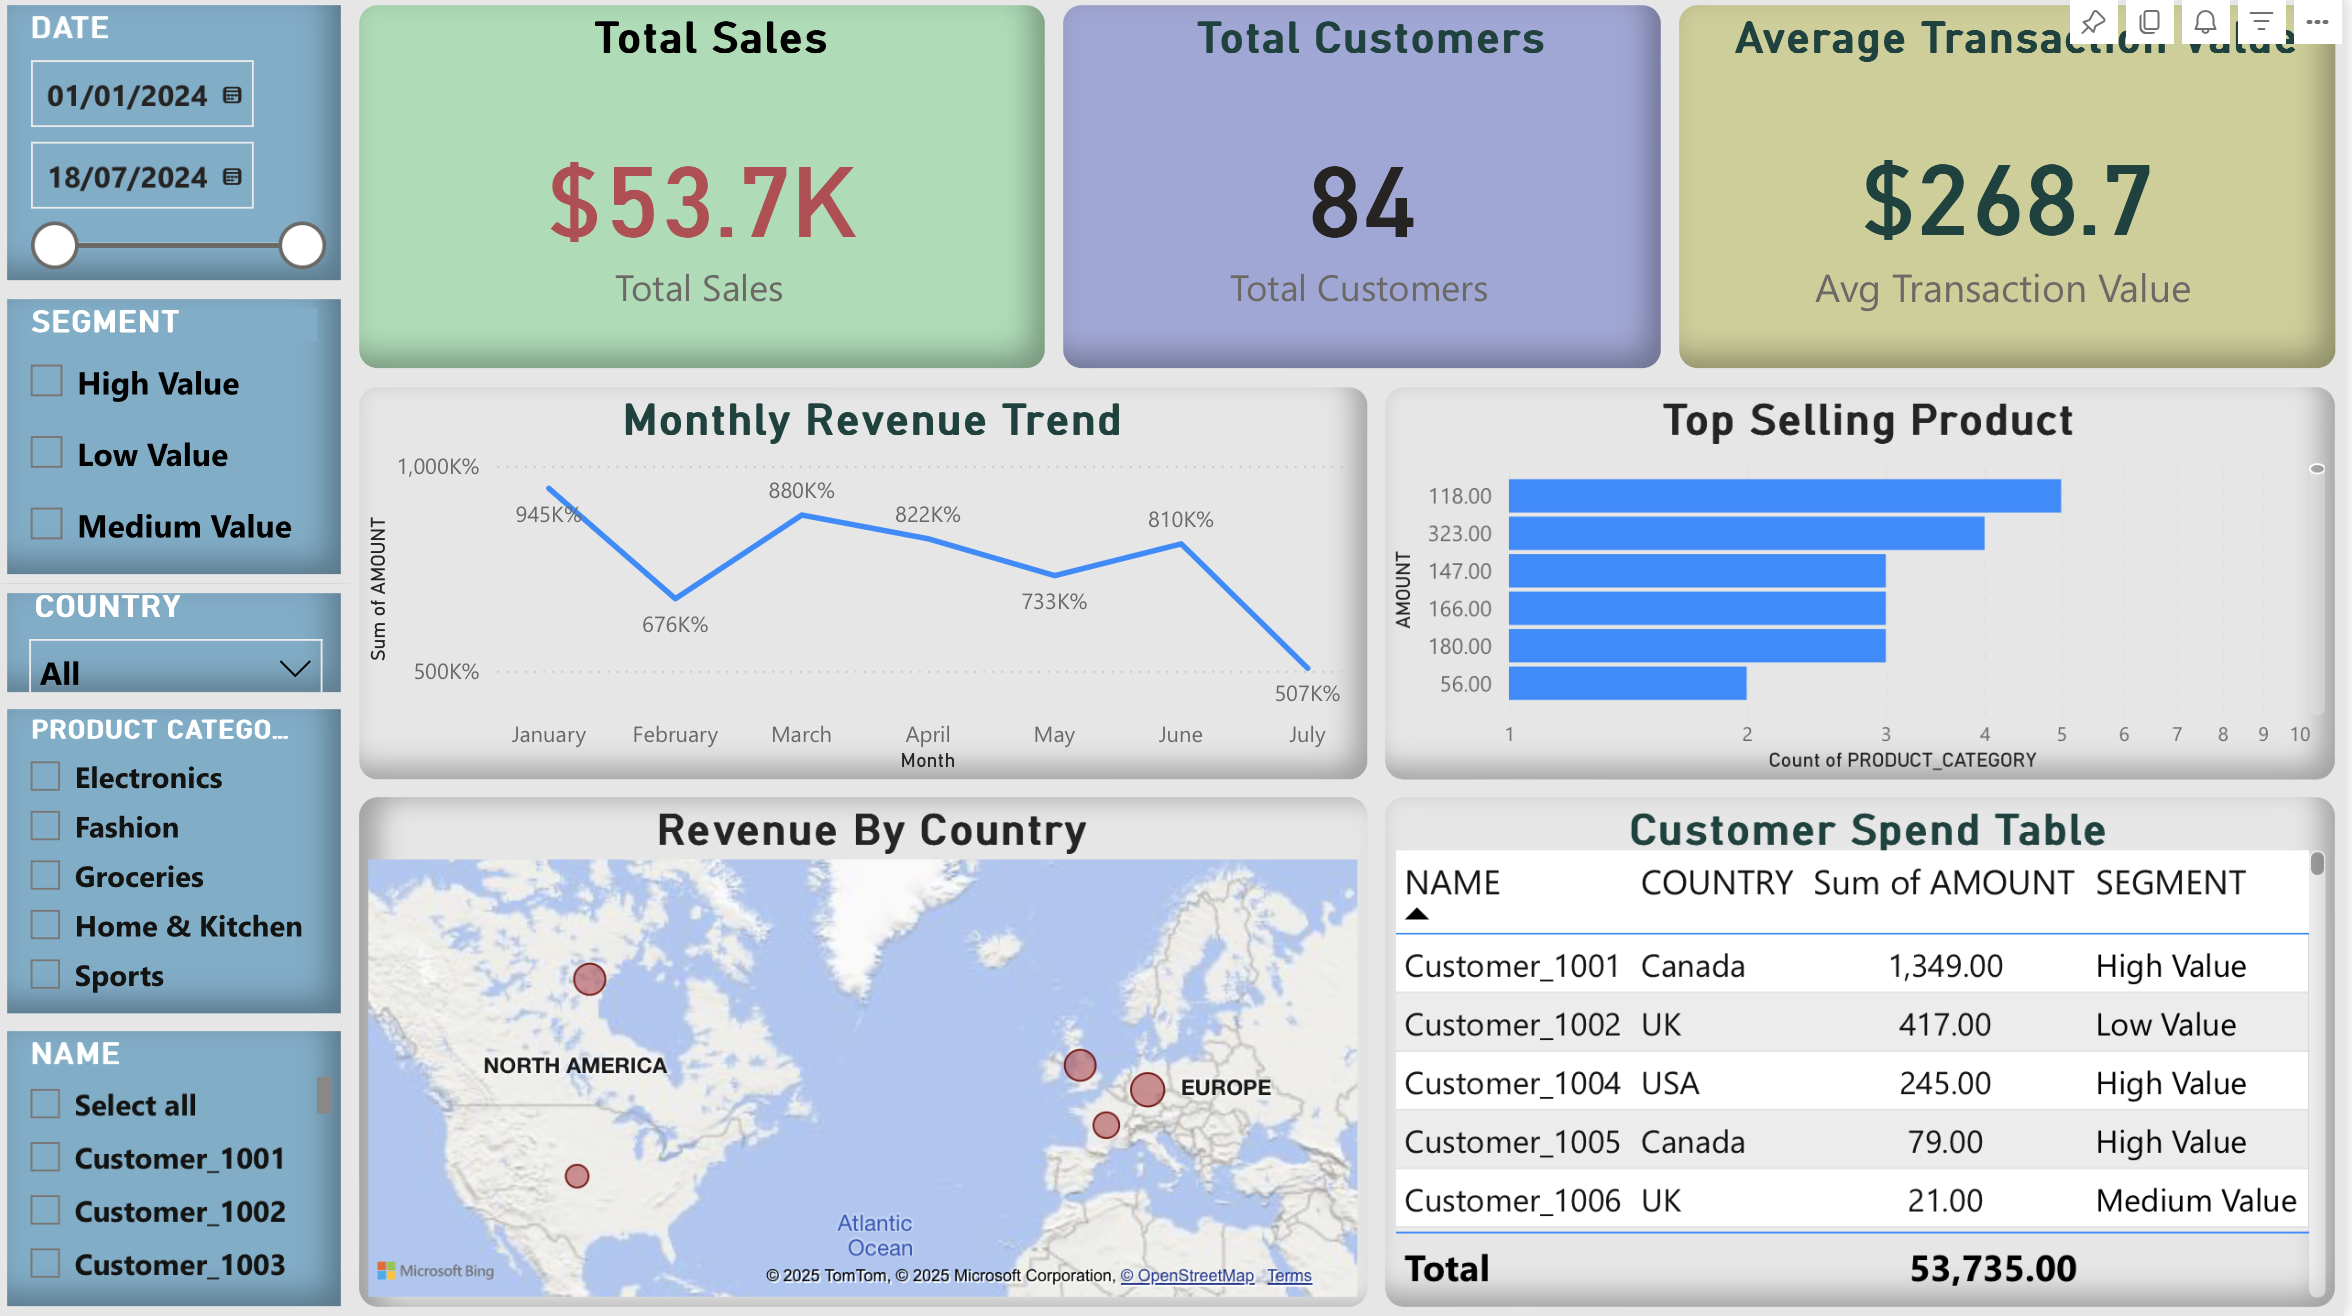 DATE
01/01/2024
18/07/2024
SEGMENT
High Value
Low Value
Medium Value
COUNTRY
All
PRODUCT CATEGO...
Electronics
Fashion
Groceries
Home & Kitchen
Sports
NAME
Select all
Customer_1001
Customer_1002
Customer_1003
Total Sales
$53.7K
Total Sales
Total Customers
84
Total Customers
Average Transaction Value
$268.7
Avg Transaction Value
Monthly Revenue Trend
Sum of AMOUNT
1,000K%
500K%
945K%
676K%
880K%
822K%
733K%
810K%
507K%
January February March April May June July
Month
Top Selling Product
AMOUNT
118.00
323.00
147.00
166.00
180.00
56.00
1 2 3 4 5 6 7 8 9 10
Count of PRODUCT_CATEGORY
Revenue By Country
NORTH AMERICA
EUROPE
Atlantic
Ocean
Microsoft Bing
© 2025 TomTom, © 2025 Microsoft Corporation, © OpenStreetMap Terms
Customer Spend Table
NAME COUNTRY Sum of AMOUNT SEGMENT
Customer_1001 Canada 1,349.00 High Value
Customer_1002 UK 417.00 Low Value
Customer_1004 USA 245.00 High Value
Customer_1005 Canada 79.00 High Value
Customer_1006 UK 21.00 Medium Value
Total 53,735.00